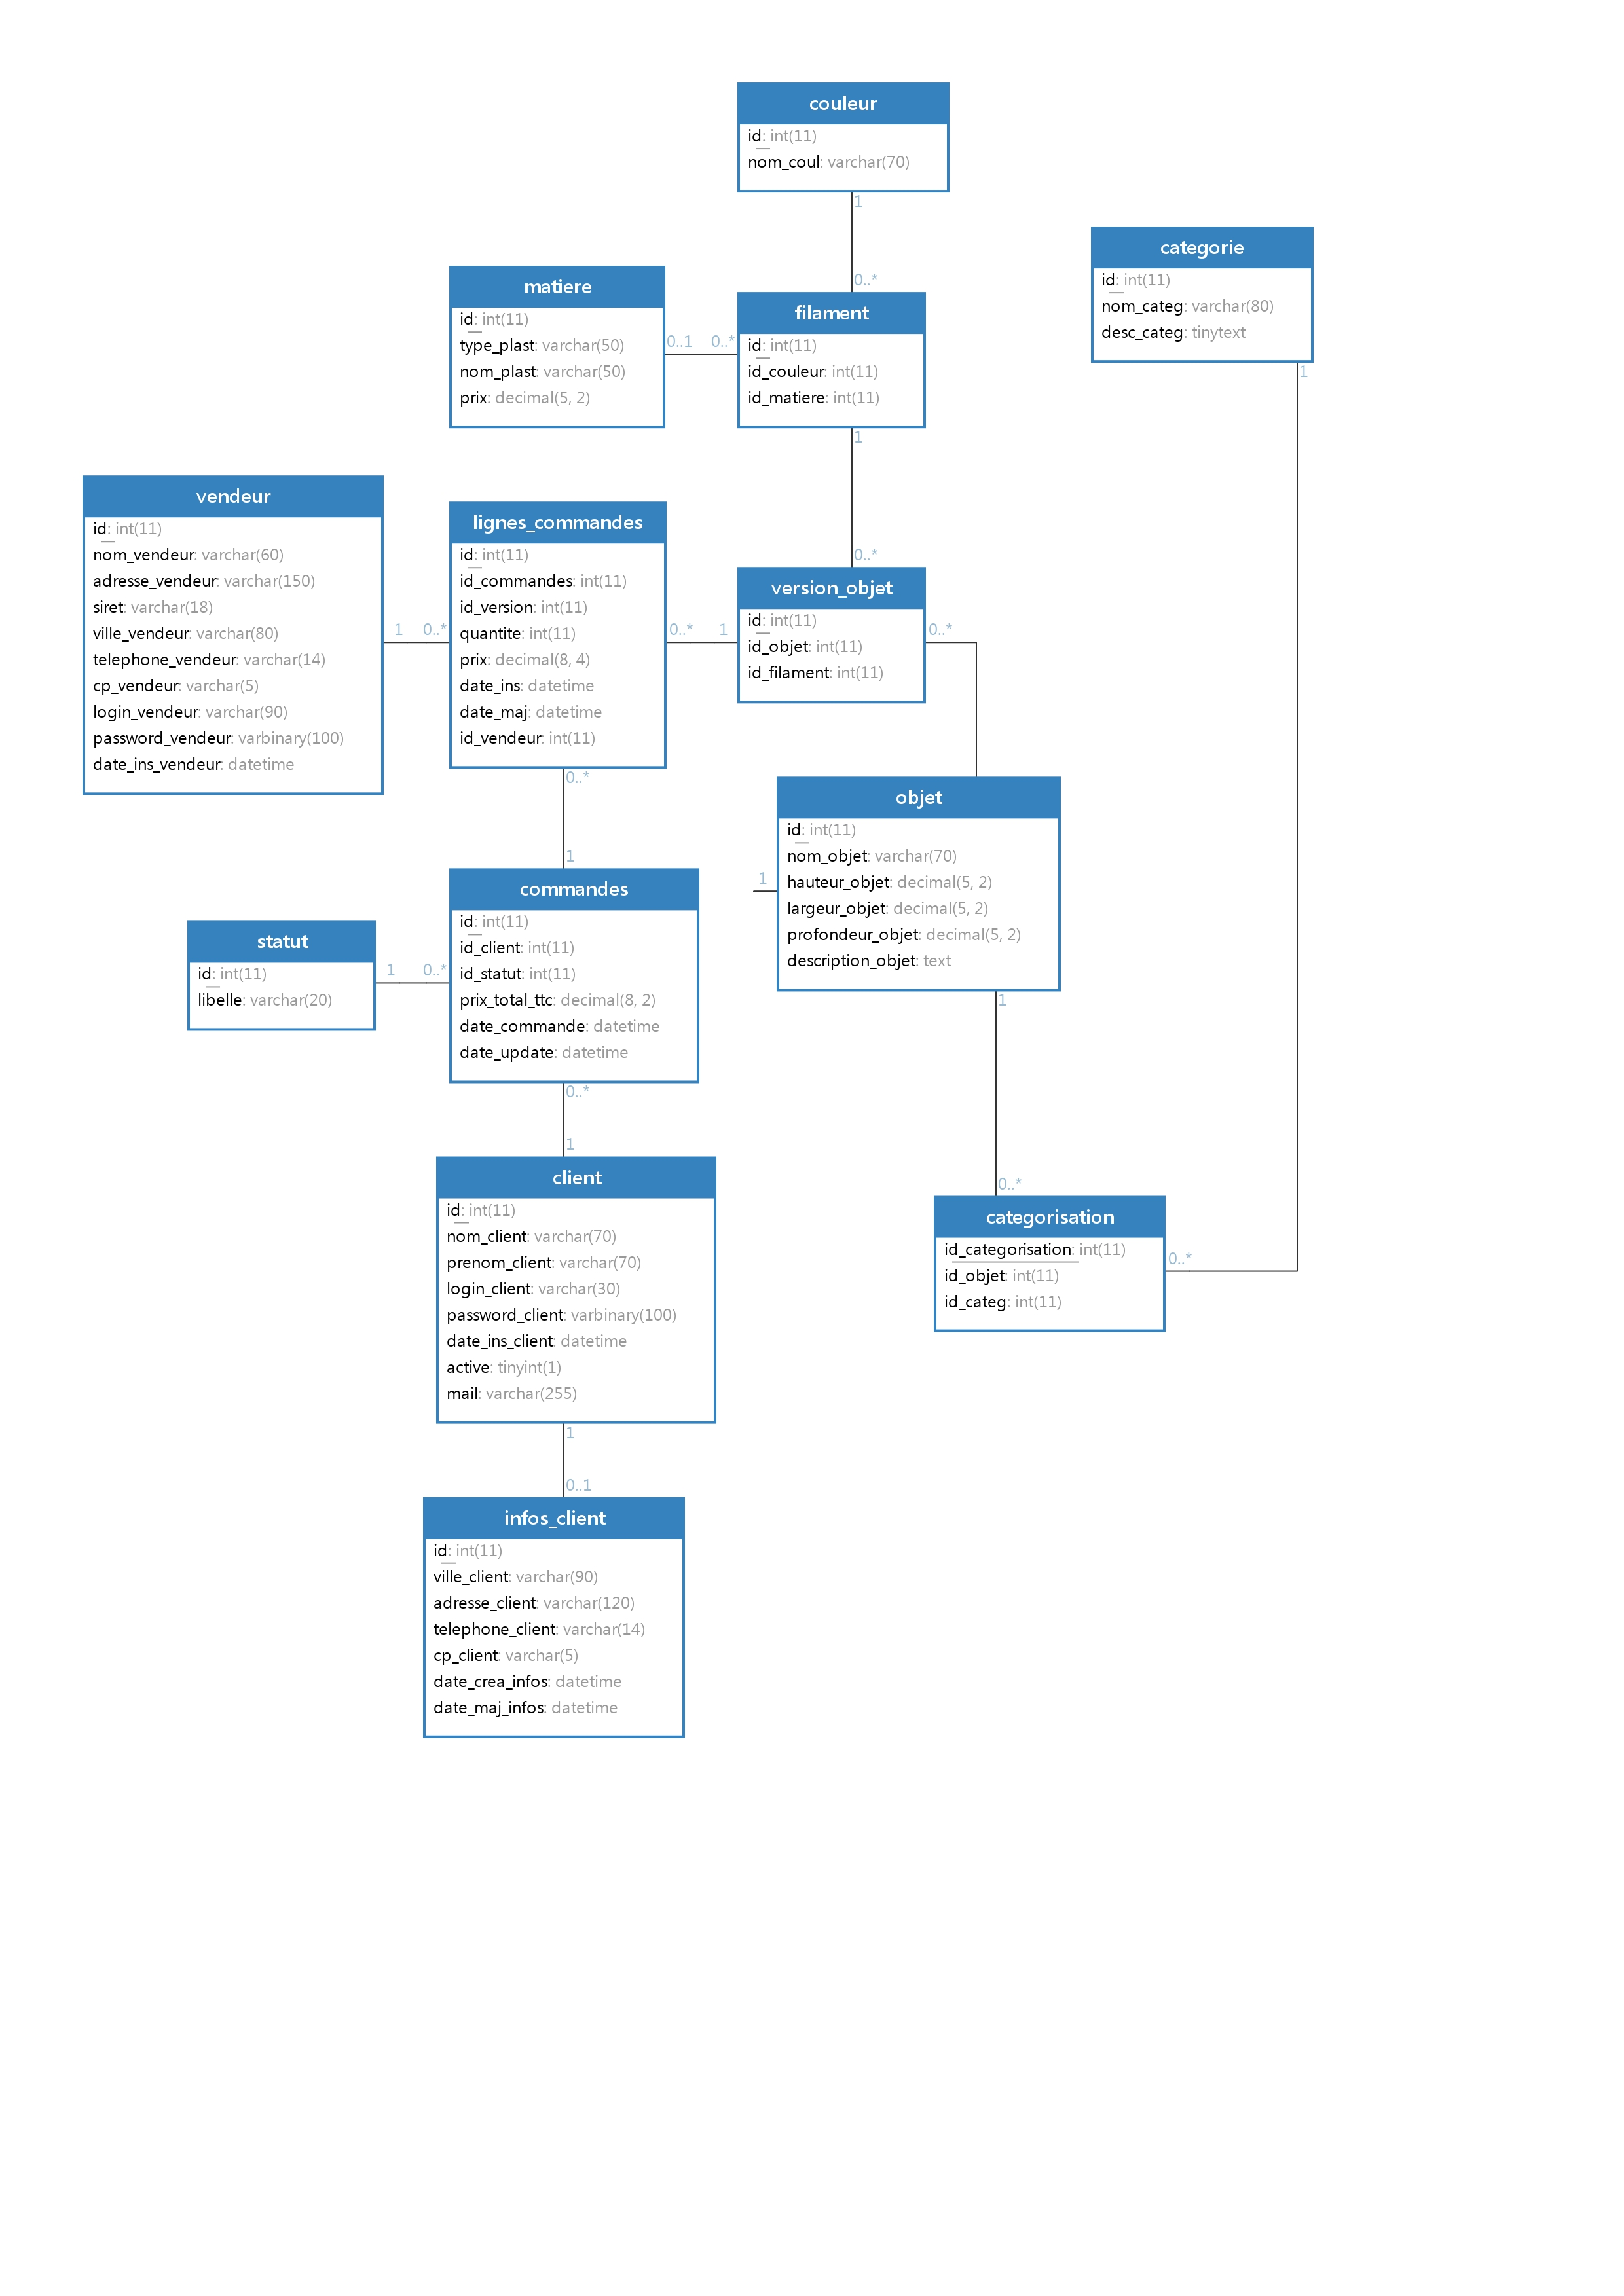 couleur
id: int(11)
nom_coul: varchar(70)
1
0..*
categorie
id: int(11)
nom_categ: varchar(80)
desc_categ: tinytext
1
matiere
id: int(11)
type_plast: varchar(50)
nom_plast: varchar(50)
prix: decimal(5, 2)
0..1 0..*
filament
id: int(11)
id_couleur: int(11)
id_matiere: int(11)
1
0..*
vendeur
id: int(11)
nom_vendeur: varchar(60)
adresse_vendeur: varchar(150)
siret: varchar(18)
ville_vendeur: varchar(80)
telephone_vendeur: varchar(14)
cp_vendeur: varchar(5)
login_vendeur: varchar(90)
password_vendeur: varbinary(100)
date_ins_vendeur: datetime
1 0..*
lignes_commandes
id: int(11)
id_commandes: int(11)
id_version: int(11)
quantite: int(11)
prix: decimal(8, 4)
date_ins: datetime
date_maj: datetime
id_vendeur: int(11)
0..* 1
version_objet
id: int(11)
id_objet: int(11)
id_filament: int(11)
0..*
0..*
1
objet
id: int(11)
nom_objet: varchar(70)
hauteur_objet: decimal(5, 2)
largeur_objet: decimal(5, 2)
profondeur_objet: decimal(5, 2)
description_objet: text
1
1
0..*
commandes
id: int(11)
id_client: int(11)
id_statut: int(11)
prix_total_ttc: decimal(8, 2)
date_commande: datetime
date_update: datetime
statut
id: int(11)
libelle: varchar(20)
1 0..*
0..*
1
client
id: int(11)
nom_client: varchar(70)
prenom_client: varchar(70)
login_client: varchar(30)
password_client: varbinary(100)
date_ins_client: datetime
active: tinyint(1)
mail: varchar(255)
categorisation
id_categorisation: int(11)
id_objet: int(11)
id_categ: int(11)
0..*
1
0..1
infos_client
id: int(11)
ville_client: varchar(90)
adresse_client: varchar(120)
telephone_client: varchar(14)
cp_client: varchar(5)
date_crea_infos: datetime
date_maj_infos: datetime